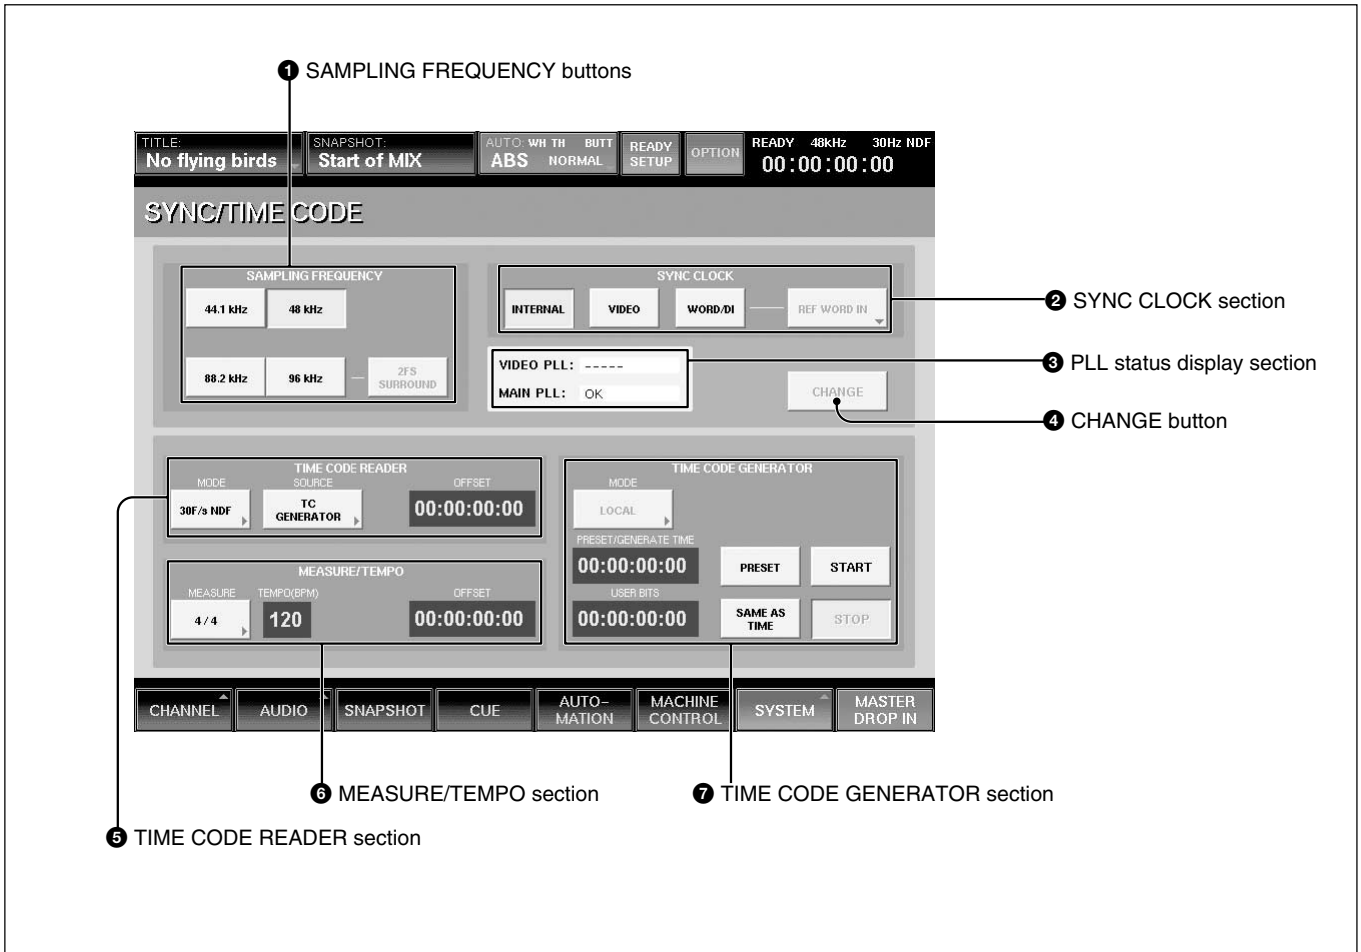 ❶ SAMPLING FREQUENCY buttons
TITLE:
No flying birds
SNAPSHOT:
Start of MIX
AUTO: WH TH BUTT
ABS NORMAL
READY
SETUP
OPTION
READY 48kHz 30Hz NDF
00:00:00:00
SYNC/TIME CODE
SAMPLING FREQUENCY
44.1 kHz 48 kHz
88.2 kHz 96 kHz
2FS
SURROUND
SYNC CLOCK
INTERNAL VIDEO WORD/DI REF WORD IN
❷ SYNC CLOCK section
VIDEO PLL: -----
MAIN PLL: OK
❸ PLL status display section
CHANGE
❹ CHANGE button
TIME CODE READER
MODE SOURCE OFFSET
30F/s NDF
TC
GENERATOR
00:00:00:00
MEASURE/TEMPO
MEASURE TEMPO(BPM) OFFSET
4 / 4 120 00:00:00:00
TIME CODE GENERATOR
MODE
LOCAL
PRESET/GENERATE TIME
00:00:00:00 PRESET START
USER BITS
00:00:00:00
SAME AS
TIME
STOP
CHANNEL AUDIO SNAPSHOT CUE
AUTO-
MATION
MACHINE
CONTROL
SYSTEM
MASTER
DROP IN
❻ MEASURE/TEMPO section
❼ TIME CODE GENERATOR section
❺ TIME CODE READER section